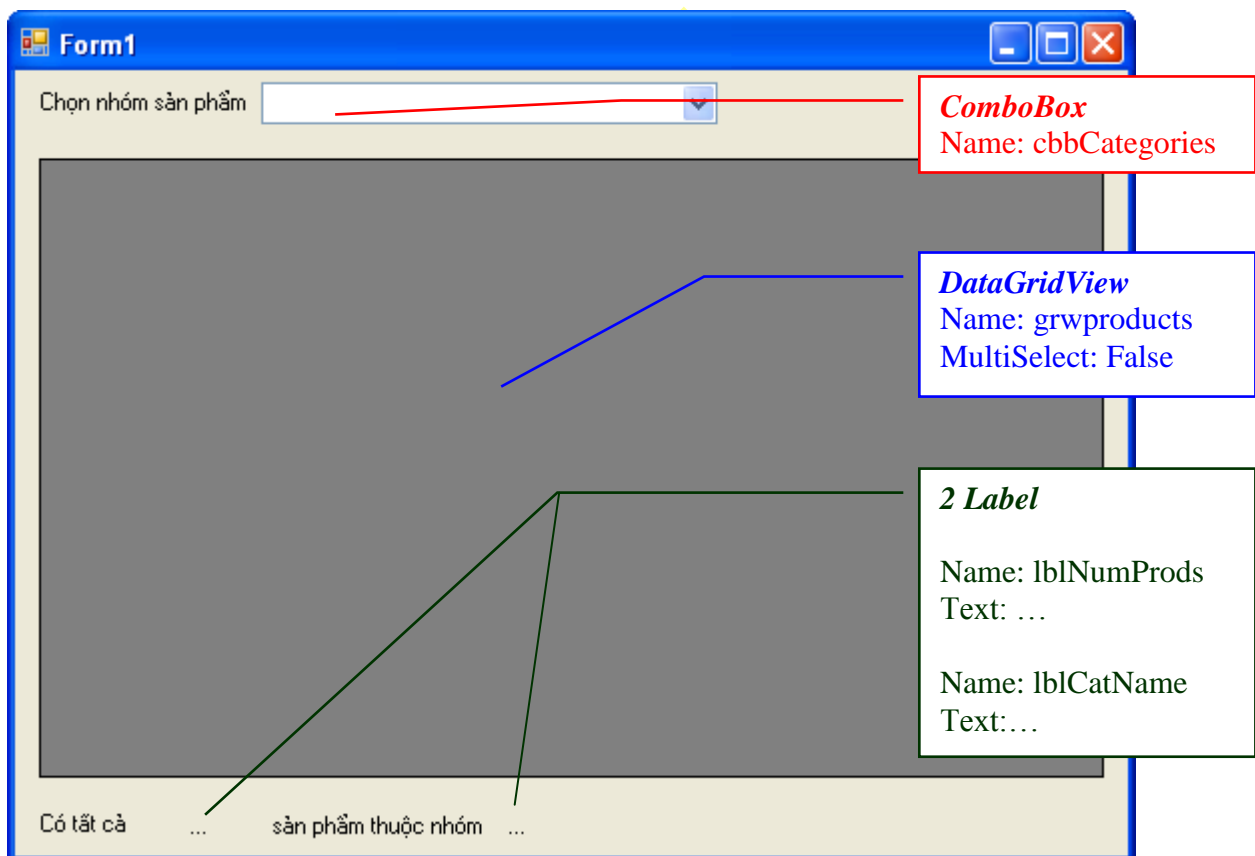 Form1
Chọn nhóm sản phẩm
ComboBox
Name: cbbCategories
DataGridView
Name: grwproducts
MultiSelect: False
2 Label
Name: lblNumProds
Text: …
Name: lblCatName
Text:…
Có tất cả ... sản phẩm thuộc nhóm ...